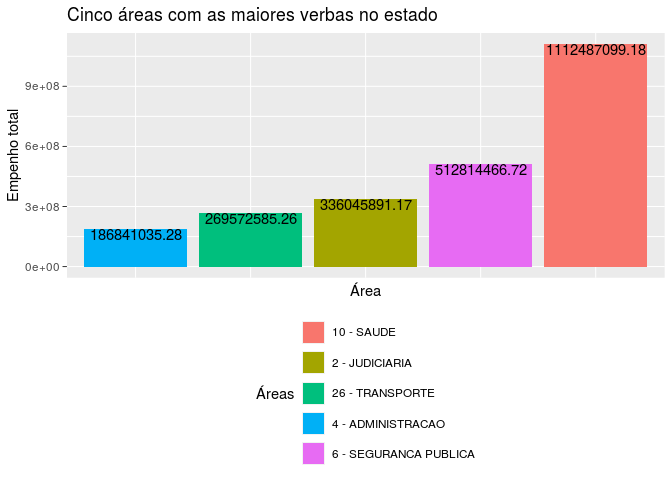 Cinco áreas com as maiores verbas no estado
Empenho total
9e+08
6e+08
3e+08
0e+00
1112487099.18
512814466.72
336045891.17
269572585.26
186841035.28
Área
Áreas
10 - SAUDE
2 - JUDICIARIA
26 - TRANSPORTE
4 - ADMINISTRACAO
6 - SEGURANCA PUBLICA